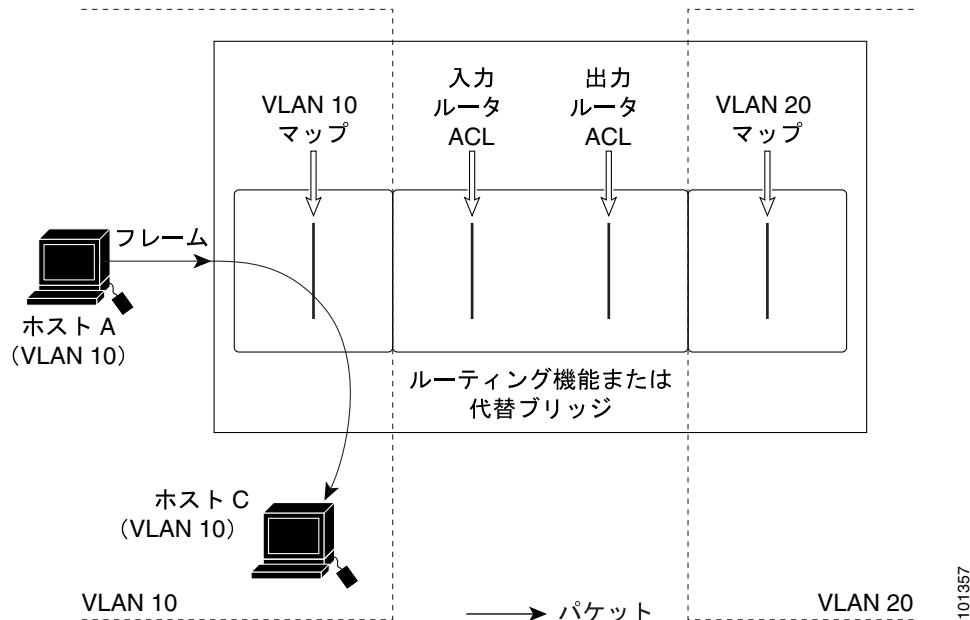 VLAN 10
マップ
入力
ルータ
ACL
出力
ルータ
ACL
VLAN 20
マップ
フレーム
ホスト A
（VLAN 10）
ルーティング機能または
代替ブリッジ
ホスト C
（VLAN 10）
VLAN 10
パケット
VLAN 20
101357